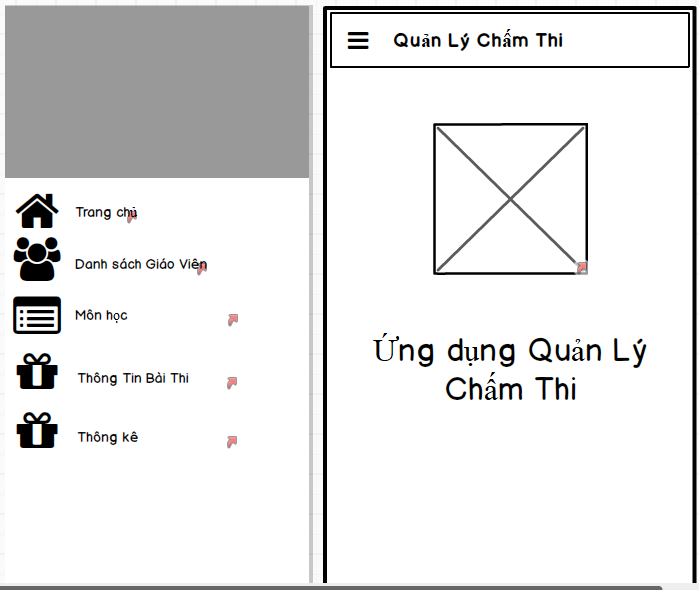 Trang chủ
Danh sách Giáo Viên
Môn học
Thông Tin Bài Thi
Thông kê
Quản Lý Chấm Thi
Ứng dụng Quản Lý
Chấm Thi